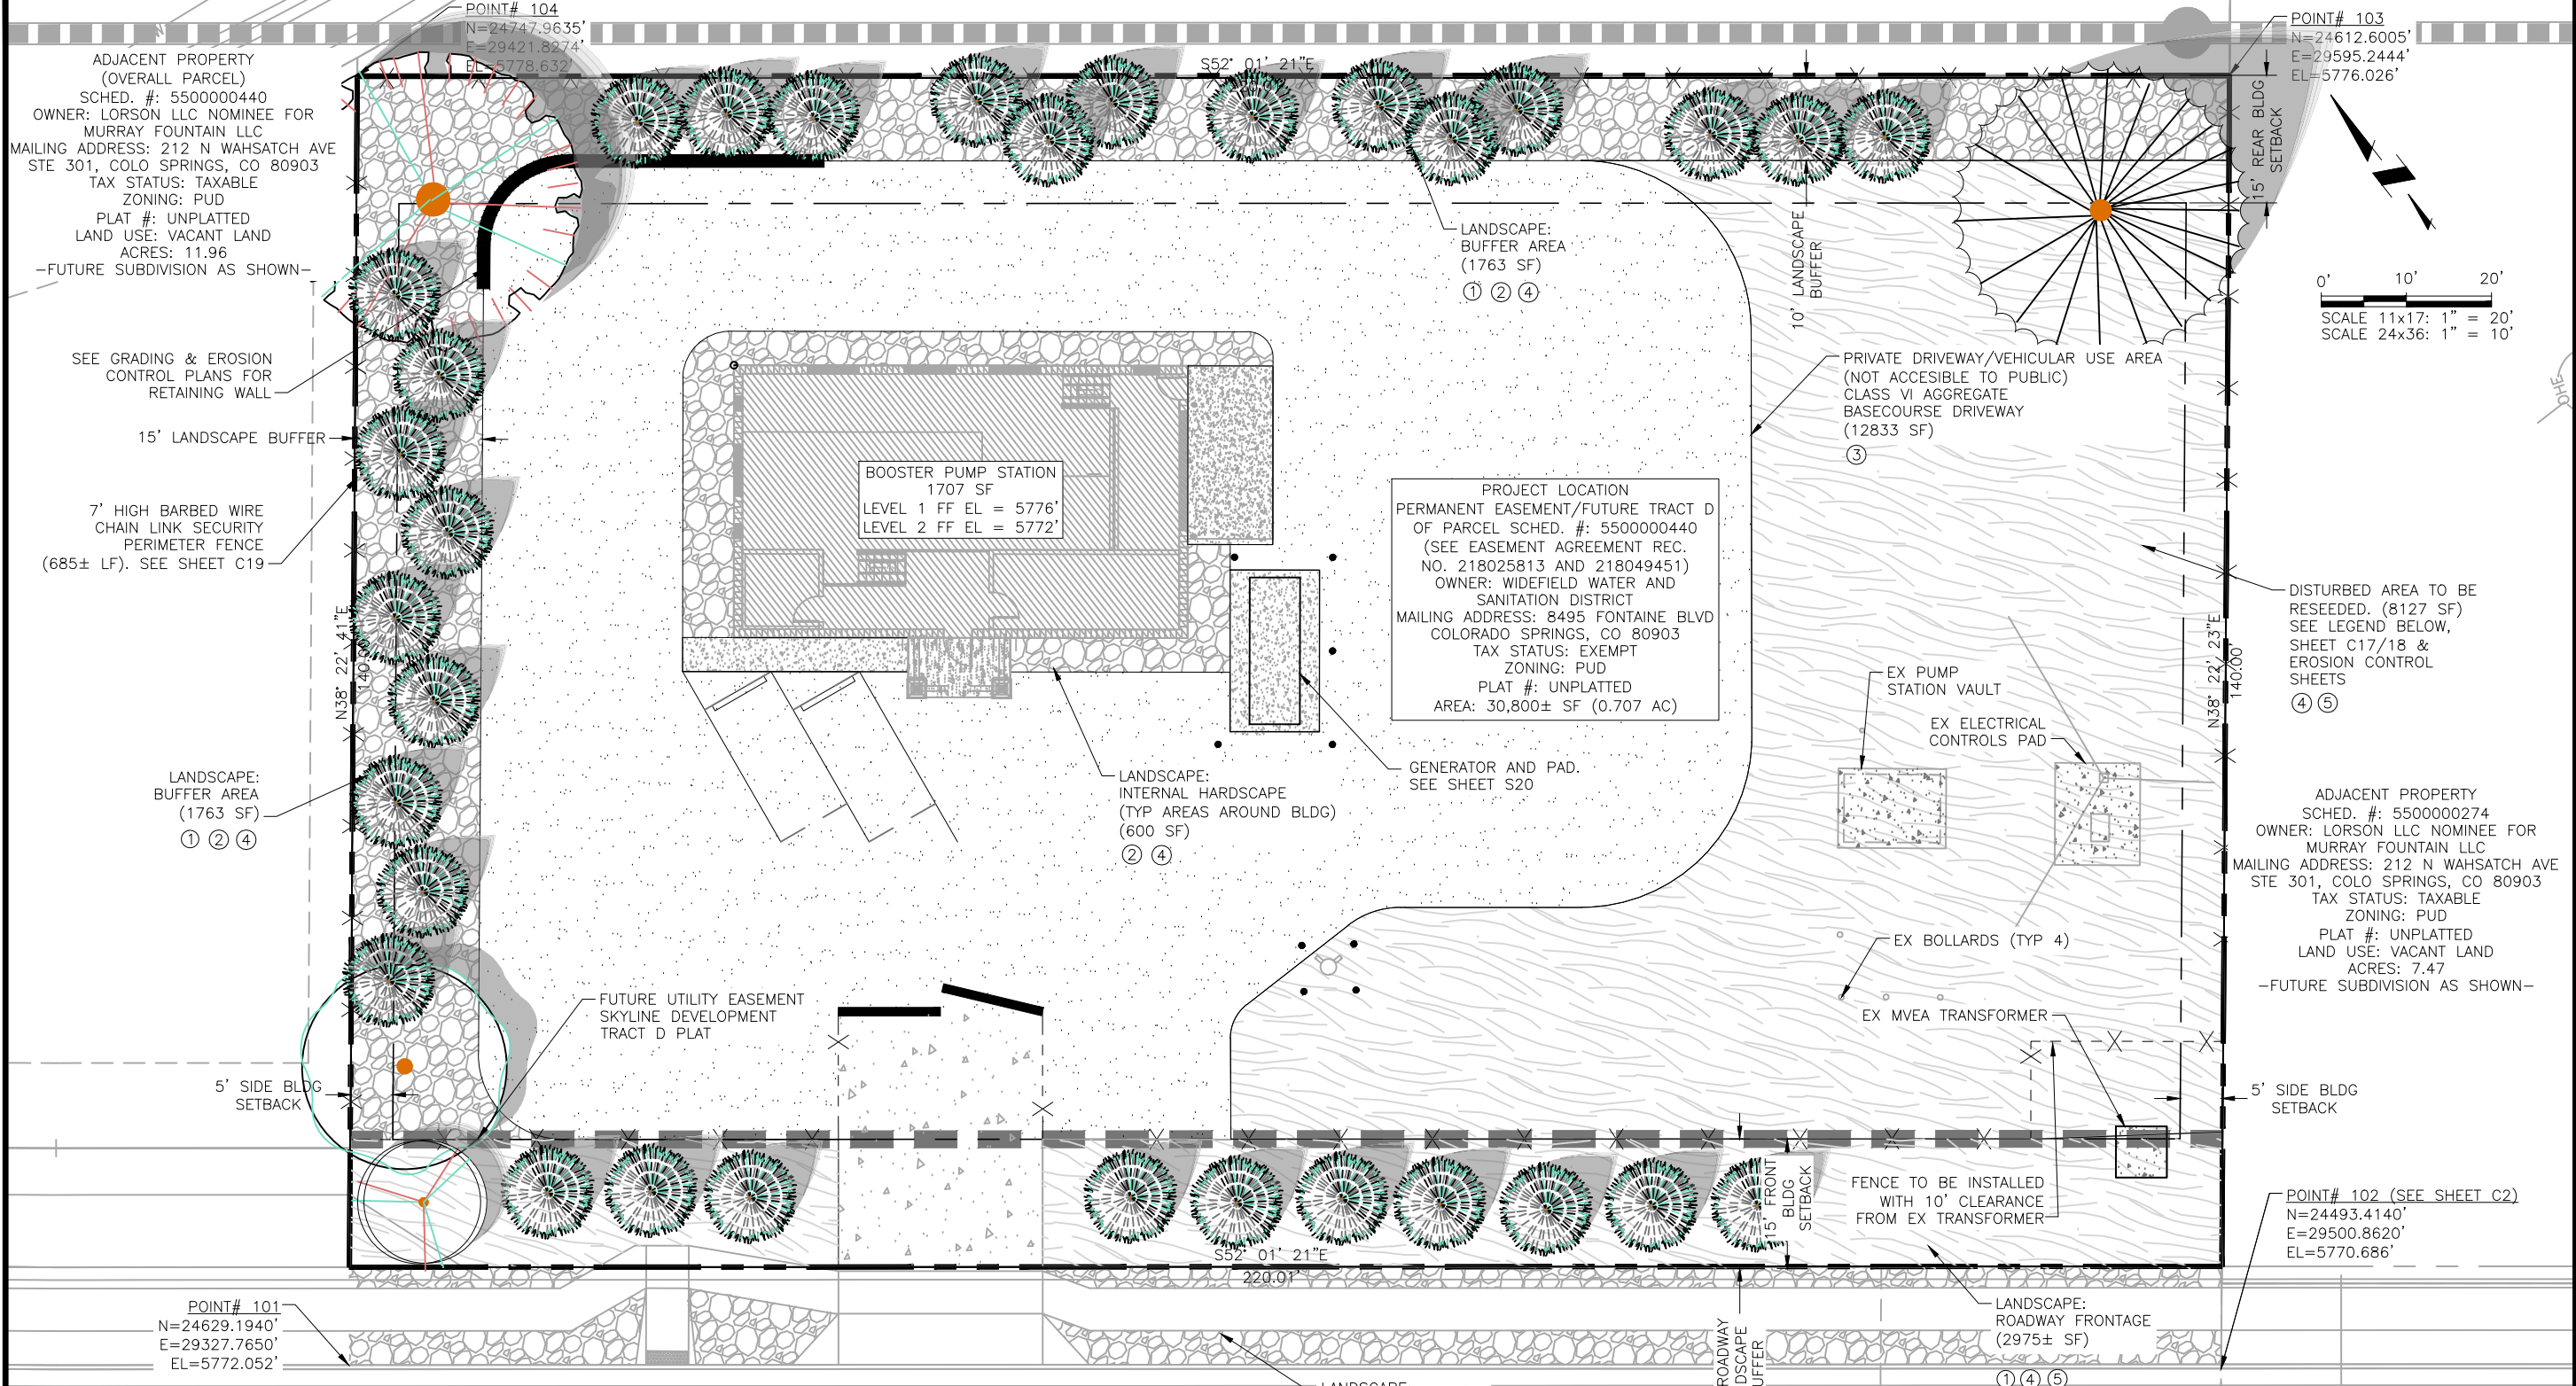 POINT# 104
N=24747.9635'
E=29421.8274'
EL=5778.632'
ADJACENT PROPERTY
(OVERALL PARCEL)
SCHED. #: 5500000440
OWNER: LORSON LLC NOMINEE FOR
MURRAY FOUNTAIN LLC
MAILING ADDRESS: 212 N WAHSATCH AVE
STE 301, COLO SPRINGS, CO 80903
TAX STATUS: TAXABLE
ZONING: PUD
PLAT #: UNPLATTED
LAND USE: VACANT LAND
ACRES: 11.96
-FUTURE SUBDIVISION AS SHOWN-
S52° 01' 21"E
POINT# 103
N=24612.6005'
E=29595.2444'
EL=5776.026'
15' REAR BLDG
SETBACK
0' 10' 20'
SCALE 11x17: 1" = 20'
SCALE 24x36: 1" = 10'
OHE
LANDSCAPE:
BUFFER AREA
(1763 SF)
① ② ④
10' LANDSCAPE
BUFFER
SEE GRADING & EROSION
CONTROL PLANS FOR
RETAINING WALL
15' LANDSCAPE BUFFER
7' HIGH BARBED WIRE
CHAIN LINK SECURITY
PERIMETER FENCE
(685± LF). SEE SHEET C19
PRIVATE DRIVEWAY/VEHICULAR USE AREA
(NOT ACCESIBLE TO PUBLIC)
CLASS VI AGGREGATE
BASECOURSE DRIVEWAY
(12833 SF)
③
BOOSTER PUMP STATION
1707 SF
LEVEL 1 FF EL = 5776'
LEVEL 2 FF EL = 5772'
PROJECT LOCATION
PERMANENT EASEMENT/FUTURE TRACT D
OF PARCEL SCHED. #: 5500000440
(SEE EASEMENT AGREEMENT REC.
NO. 218025813 AND 218049451)
OWNER: WIDEFIELD WATER AND
SANITATION DISTRICT
MAILING ADDRESS: 8495 FONTAINE BLVD
COLORADO SPRINGS, CO 80903
TAX STATUS: EXEMPT
ZONING: PUD
PLAT #: UNPLATTED
AREA: 30,800± SF (0.707 AC)
DISTURBED AREA TO BE
RESEEDED. (8127 SF)
SEE LEGEND BELOW,
SHEET C17/18 &
EROSION CONTROL
SHEETS
④ ⑤
N38° 22' 41"E
140.00'
N38° 22' 23"E
140.00'
EX PUMP
STATION VAULT
EX ELECTRICAL
CONTROLS PAD
LANDSCAPE:
BUFFER AREA
(1763 SF)
① ② ④
LANDSCAPE:
INTERNAL HARDSCAPE
(TYP AREAS AROUND BLDG)
(600 SF)
② ④
GENERATOR AND PAD.
SEE SHEET S20
ADJACENT PROPERTY
SCHED. #: 5500000274
OWNER: LORSON LLC NOMINEE FOR
MURRAY FOUNTAIN LLC
MAILING ADDRESS: 212 N WAHSATCH AVE
STE 301, COLO SPRINGS, CO 80903
TAX STATUS: TAXABLE
ZONING: PUD
PLAT #: UNPLATTED
LAND USE: VACANT LAND
ACRES: 7.47
-FUTURE SUBDIVISION AS SHOWN-
EX BOLLARDS (TYP 4)
FUTURE UTILITY EASEMENT
SKYLINE DEVELOPMENT
TRACT D PLAT
EX MVEA TRANSFORMER
5' SIDE BLDG
SETBACK
5' SIDE BLDG
SETBACK
15' FRONT
BLDG
SETBACK
FENCE TO BE INSTALLED
WITH 10' CLEARANCE
FROM EX TRANSFORMER
POINT# 102 (SEE SHEET C2)
N=24493.4140'
E=29500.8620'
EL=5770.686'
S52° 01' 21"E
220.01'
POINT# 101
N=24629.1940'
E=29327.7650'
EL=5772.052'
LANDSCAPE:
ROADWAY FRONTAGE
(2975± SF)
① ④ ⑤
ROADWAY